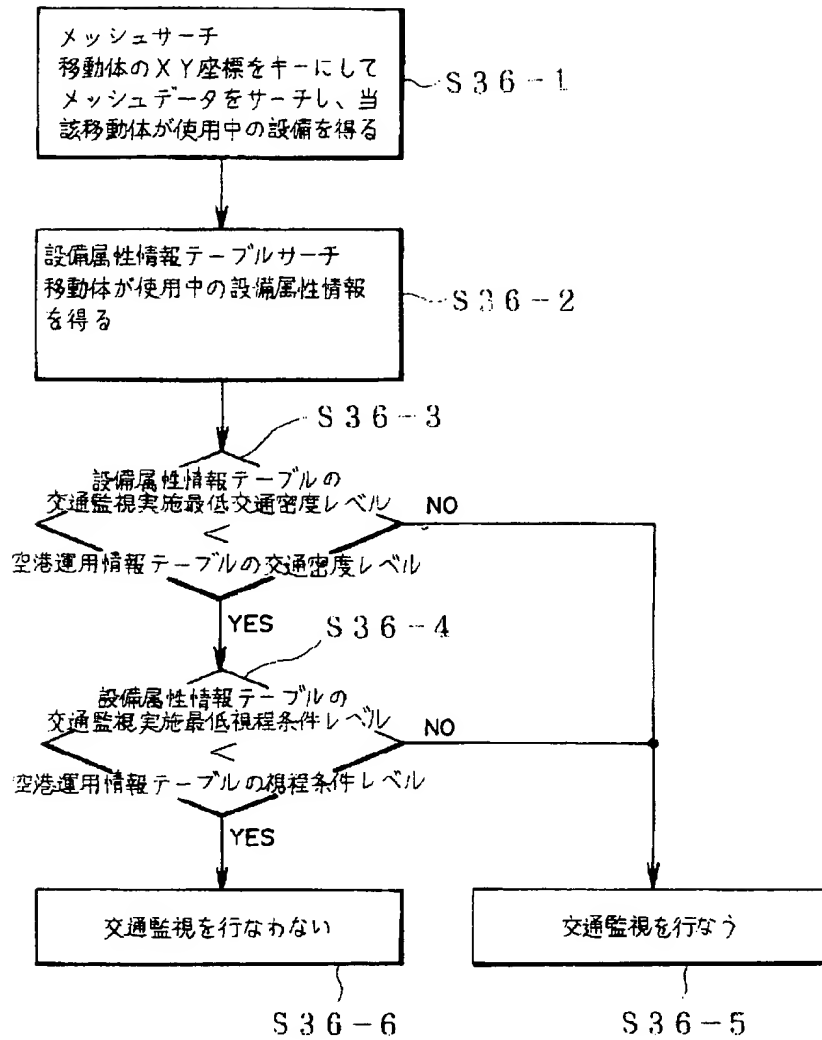 メッシュサーチ
移動体のXY座標をキーにして
メッシュデータをサーチし、当
該移動体が使用中の設備を得る
S36-1
設備属性情報テーブルサーチ
移動体が使用中の設備属性情報
を得る
S36-2
S36-3
設備属性情報テーブルの
交通監視実施最低交通密度レベル
<
空港運用情報テーブルの交通密度レベル
NO
YES
S36-4
設備属性情報テーブルの
交通監視実施最低視程条件レベル
<
空港運用情報テーブルの視程条件レベル
NO
YES
交通監視を行なわない
交通監視を行なう
S36-6
S36-5